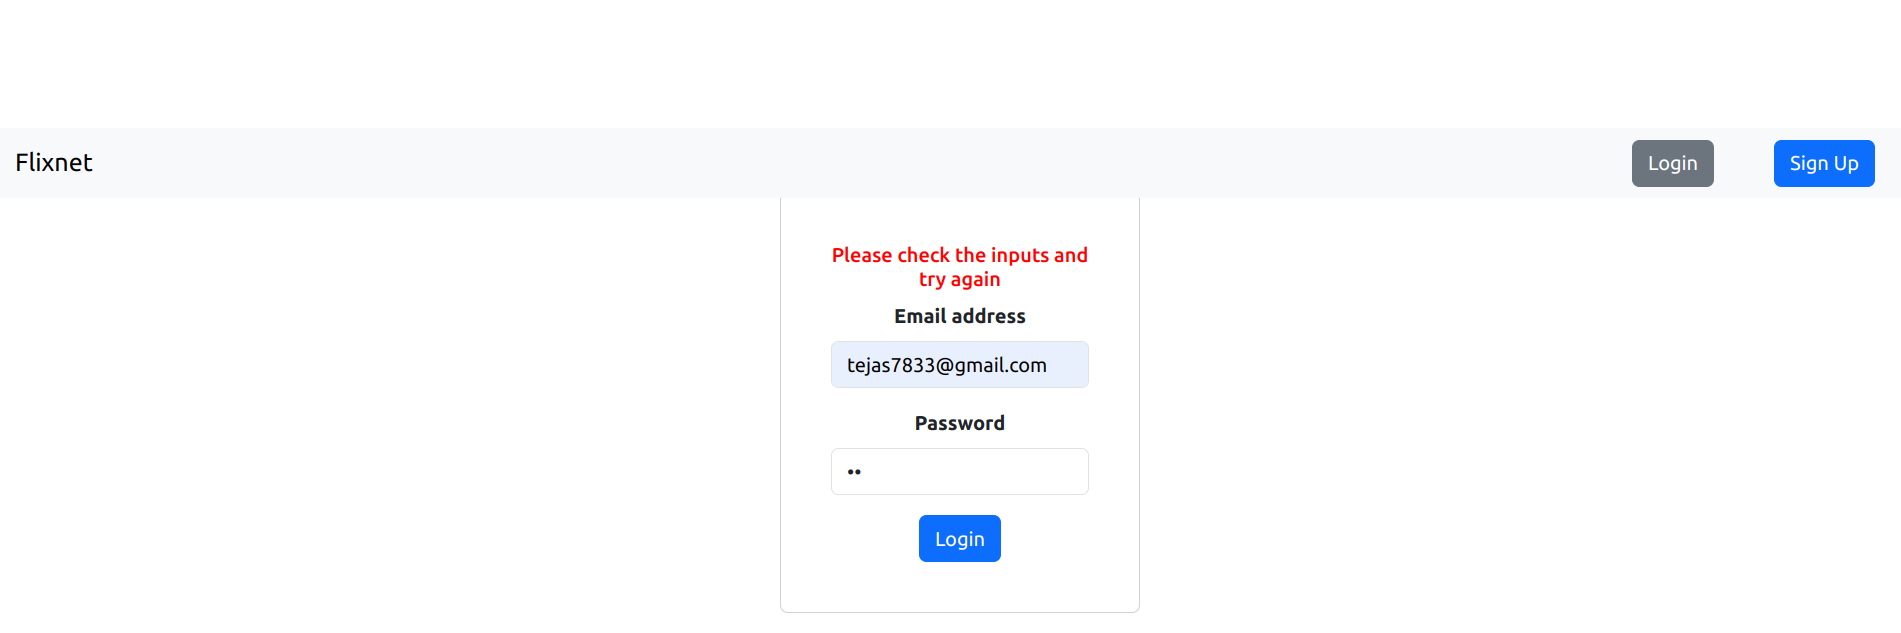 Flixnet
Login
Sign Up
Please check the inputs and
try again
Email address
tejas7833@gmail.com
Password
••
Login